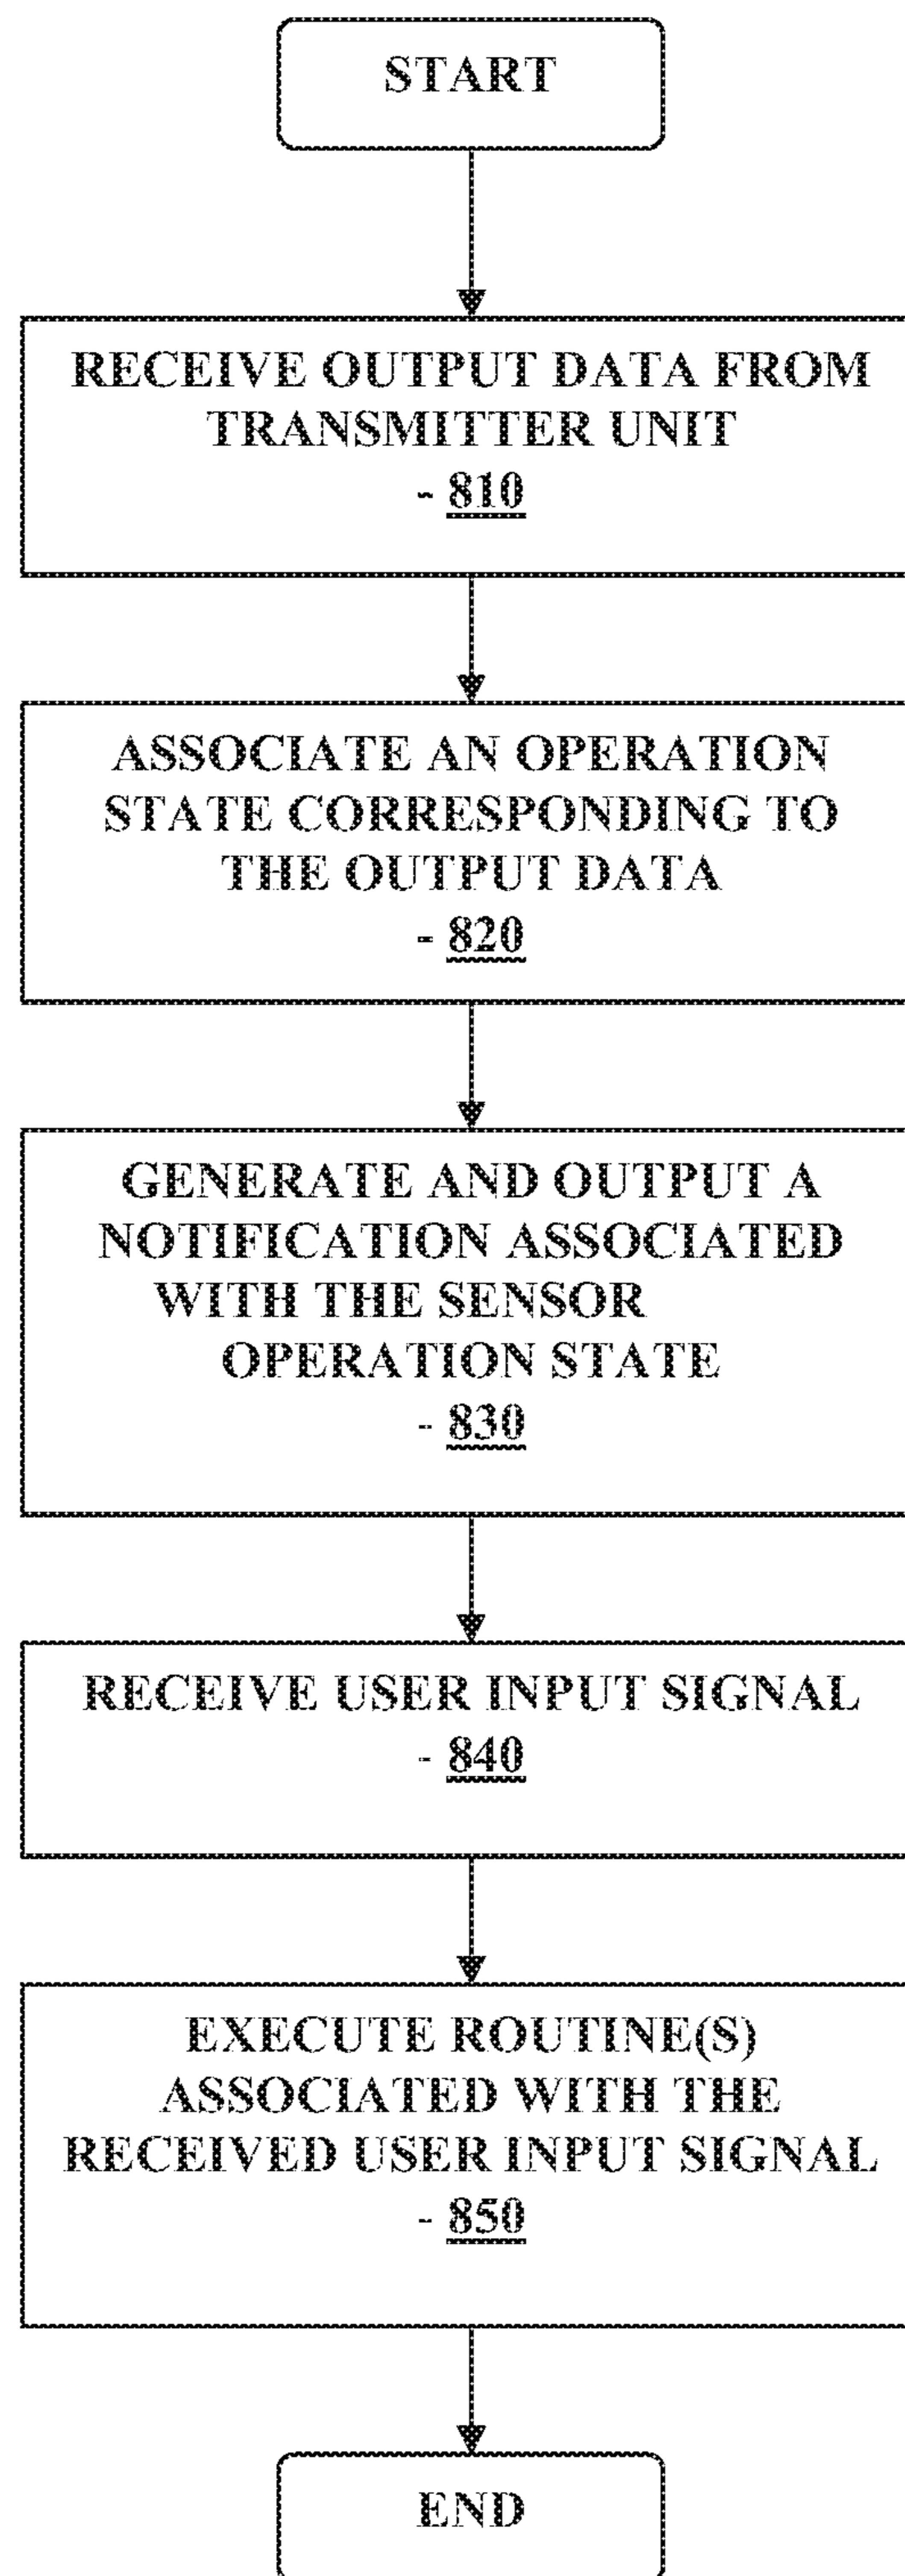 START
RECEIVE OUTPUT DATA FROM
TRANSMITTER UNIT
- 810
ASSOCIATE AN OPERATION
STATE CORRESPONDING TO
THE OUTPUT DATA
- 820
GENERATE AND OUTPUT A
NOTIFICATION ASSOCIATED
WITH THE SENSOR
OPERATION STATE
- 830
RECEIVE USER INPUT SIGNAL
- 840
EXECUTE ROUTINE(S)
ASSOCIATED WITH THE
RECEIVED USER INPUT SIGNAL
- 850
END